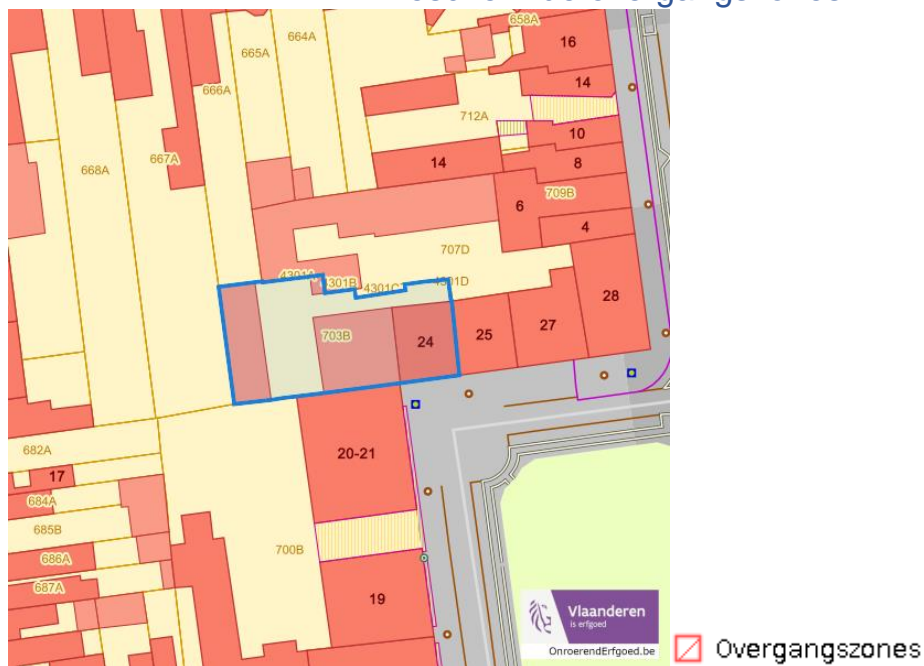 658A
664A
16
665A
14
666A
712A
10
667A
14
8
668A
709B
6
4
707D
4301A
4301B
4301C
4301D
28
703B
24
25
27
682A
20-21
17
684A
685B
700B
686A
687A
19
Vlaanderen
is erfgoed
OnroerendErfgoed.be
Overgangszones